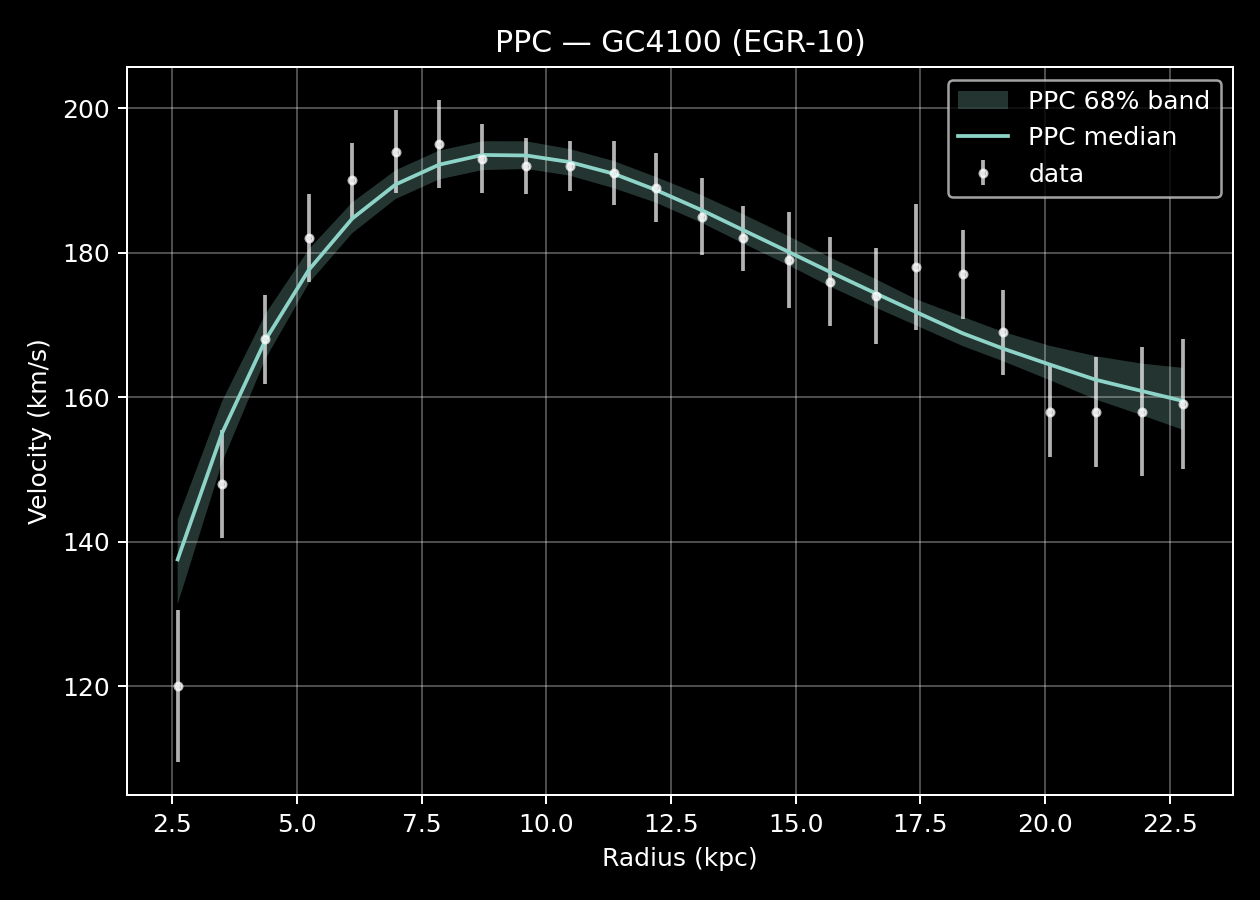 PPC — GC4100 (EGR-10)
PPC 68% band
PPC median
data
200
180
160
140
120
Velocity (km/s)
2.5 5.0 7.5 10.0 12.5 15.0 17.5 20.0 22.5
Radius (kpc)